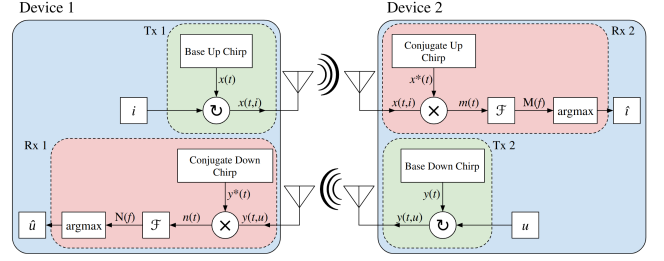 Device 1
Tx 1
Base Up Chirp
x(t)
i
↻
x(t,i)
Rx 1
Conjugate Down
Chirp
y*(t)
û
argmax
N(f)
ℱ
n(t)
×
y(t,u)
Device 2
Rx 2
Conjugate Up
Chirp
x*(t)
x(t,i)
×
m(t)
ℱ
M(f)
argmax
î
Tx 2
Base Down Chirp
y(t)
y(t,u)
↻
u